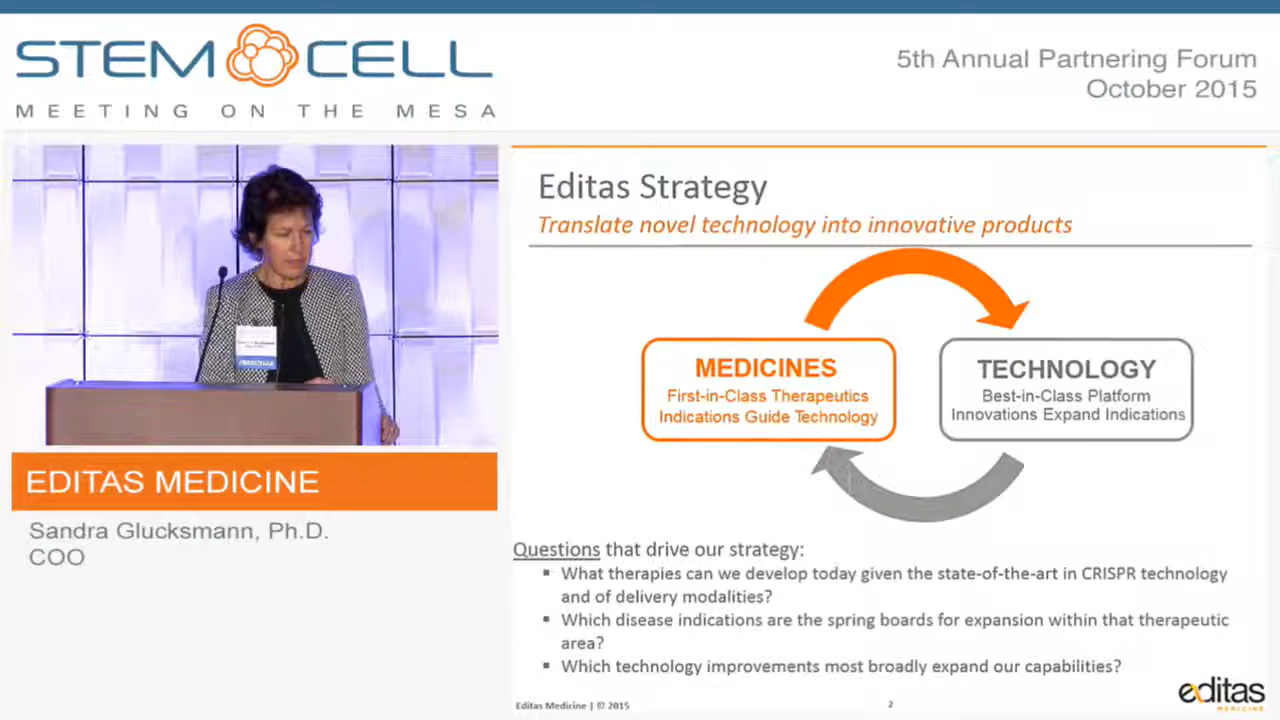 STEM CELL
MEETING ON THE MESA
5th Annual Partnering Forum
October 2015
Editas Strategy
Translate novel technology into innovative products
MEDICINES
First-in-Class Therapeutics
Indications Guide Technology
TECHNOLOGY
Best-in-Class Platform
Innovations Expand Indications
EDITAS MEDICINE
Sandra Glucksmann, Ph.D.
COO
Questions that drive our strategy:
▪ What therapies can we develop today given the state-of-the-art in CRISPR technology
and of delivery modalities?
▪ Which disease indications are the spring boards for expansion within that therapeutic
area?
▪ Which technology improvements most broadly expand our capabilities?
Editas Medicine | © 2015
2
editas
MEDICINE